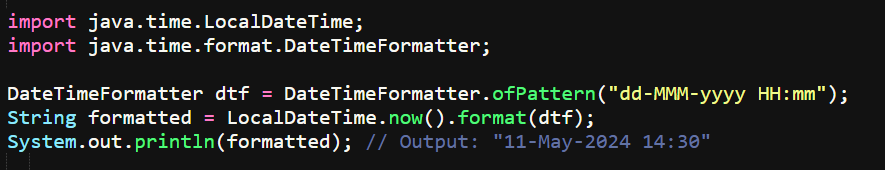 import java.time.LocalDateTime;
import java.time.format.DateTimeFormatter;
DateTimeFormatter dtf = DateTimeFormatter.ofPattern("dd-MMM-yyyy HH:mm");
String formatted = LocalDateTime.now().format(dtf);
System.out.println(formatted); // Output: "11-May-2024 14:30"